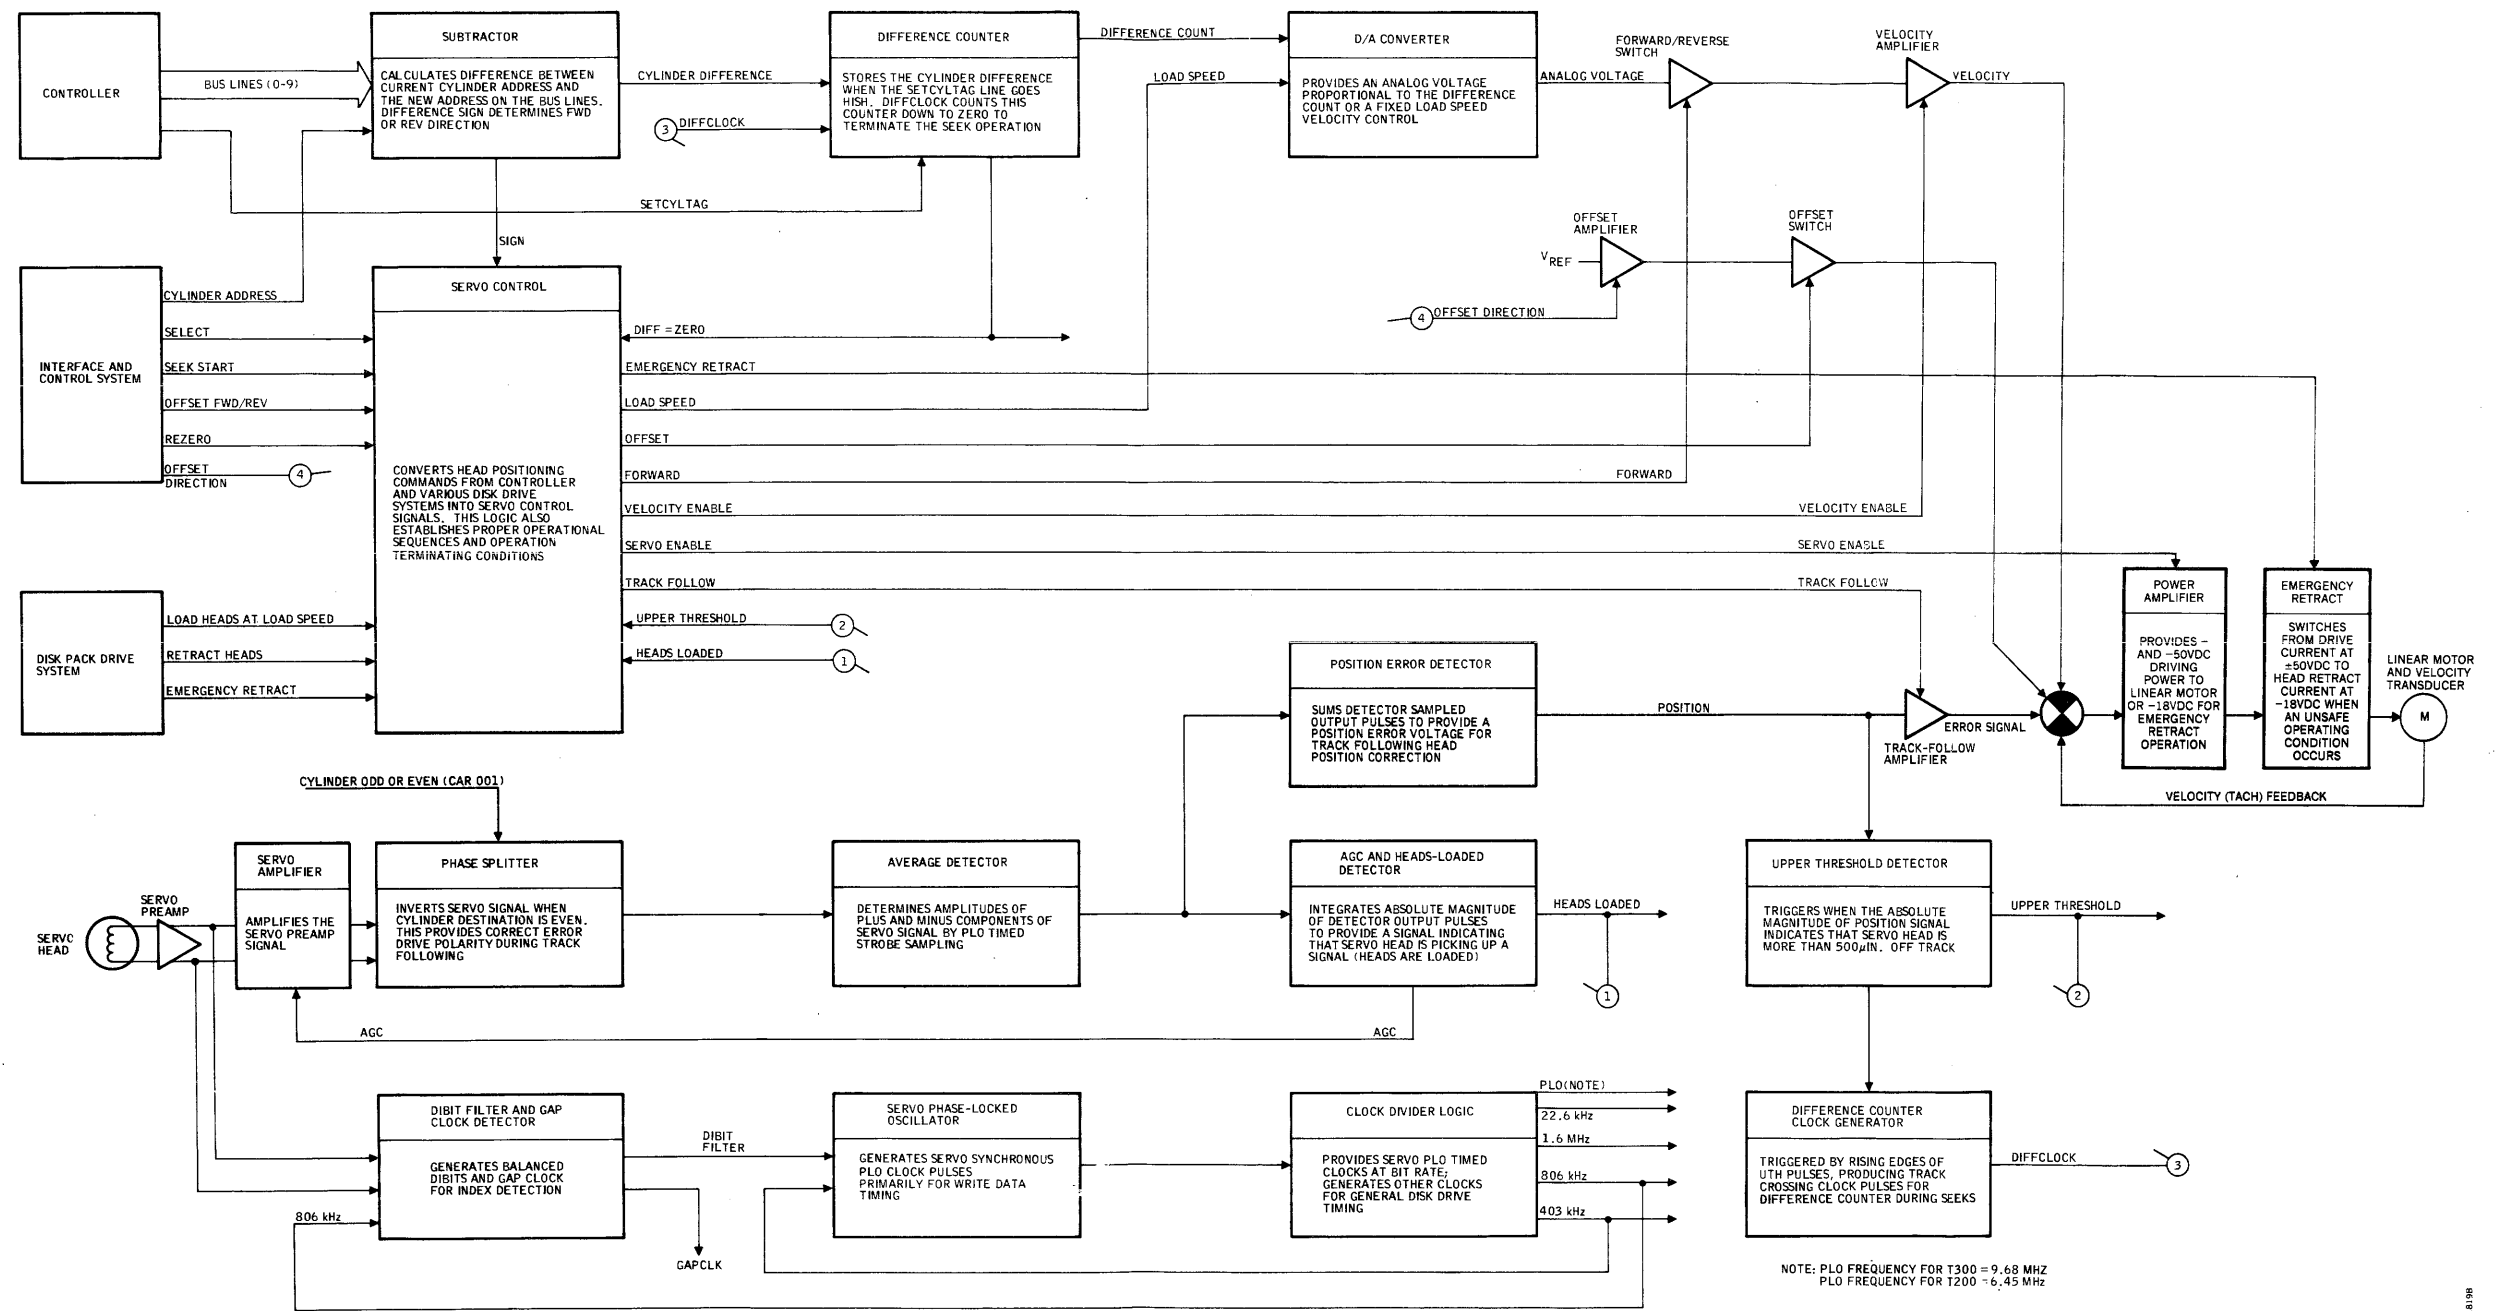 CONTROLLER
BUS LINES (0-9)
SUBTRACTOR
CALCULATES DIFFERENCE BETWEEN
CURRENT CYLINDER ADDRESS AND
THE NEW ADDRESS ON THE BUS LINES.
DIFFERENCE SIGN DETERMINES FWD
OR REV DIRECTION
CYLINDER DIFFERENCE
3
DIFFCLOCK
DIFFERENCE COUNTER
STORES THE CYLINDER DIFFERENCE
WHEN THE SETCYLTAG LINE GOES
HISH. DIFFCLOCK COUNTS THIS
COUNTER DOWN TO ZERO TO
TERMINATE THE SEEK OPERATION
DIFFERENCE COUNT
LOAD SPEED
D/A CONVERTER
PROVIDES AN ANALOG VOLTAGE
PROPORTIONAL TO THE DIFFERENCE
COUNT OR A FIXED LOAD SPEED
VELOCITY CONTROL
ANALOG VOLTAGE
FORWARD/REVERSE
SWITCH
VELOCITY
AMPLIFIER
VELOCITY
SETCYLTAG
SIGN
OFFSET
AMPLIFIER
OFFSET
SWITCH
VREF
4
OFFSET DIRECTION
INTERFACE AND
CONTROL SYSTEM
CYLINDER ADDRESS
SELECT
SEEK START
OFFSET FWD/REV
REZERO
OFFSET
DIRECTION
4
SERVO CONTROL
CONVERTS HEAD POSITIONING
COMMANDS FROM CONTROLLER
AND VARIOUS DISK DRIVE
SYSTEMS INTO SERVO CONTROL
SIGNALS. THIS LOGIC ALSO
ESTABLISHES PROPER OPERATIONAL
SEQUENCES AND OPERATION
TERMINATING CONDITIONS
DIFF = ZERO
EMERGENCY RETRACT
LOAD SPEED
OFFSET
FORWARD
FORWARD
VELOCITY ENABLE
VELOCITY ENABLE
SERVO ENABLE
SERVO ENABLE
TRACK FOLLOW
TRACK FOLLOW
UPPER THRESHOLD
2
HEADS LOADED
1
DISK PACK DRIVE
SYSTEM
LOAD HEADS AT LOAD SPEED
RETRACT HEADS
EMERGENCY RETRACT
POSITION ERROR DETECTOR
SUMS DETECTOR SAMPLED
OUTPUT PULSES TO PROVIDE A
POSITION ERROR VOLTAGE FOR
TRACK FOLLOWING HEAD
POSITION CORRECTION
POSITION
ERROR SIGNAL
TRACK-FOLLOW
AMPLIFIER
POWER
AMPLIFIER
PROVIDES -
AND -50VDC
DRIVING
POWER TO
LINEAR MOTOR
OR -18VDC FOR
EMERGENCY
RETRACT
OPERATION
EMERGENCY
RETRACT
SWITCHES
FROM DRIVE
CURRENT AT
±50VDC TO
HEAD RETRACT
CURRENT AT
-18VDC WHEN
AN UNSAFE
OPERATING
CONDITION
OCCURS
LINEAR MOTOR
AND VELOCITY
TRANSDUCER
M
VELOCITY (TACH) FEEDBACK
CYLINDER ODD OR EVEN (CAR 001)
SERVO
HEAD
SERVO
PREAMP
SERVO
AMPLIFIER
AMPLIFIES THE
SERVO PREAMP
SIGNAL
PHASE SPLITTER
INVERTS SERVO SIGNAL WHEN
CYLINDER DESTINATION IS EVEN.
THIS PROVIDES CORRECT ERROR
DRIVE POLARITY DURING TRACK
FOLLOWING
AVERAGE DETECTOR
DETERMINES AMPLITUDES OF
PLUS AND MINUS COMPONENTS OF
SERVO SIGNAL BY PLO TIMED
STROBE SAMPLING
AGC AND HEADS-LOADED
DETECTOR
INTEGRATES ABSOLUTE MAGNITUDE
OF DETECTOR OUTPUT PULSES
TO PROVIDE A SIGNAL INDICATING
THAT SERVO HEAD IS PICKING UP A
SIGNAL (HEADS ARE LOADED)
HEADS LOADED
1
UPPER THRESHOLD DETECTOR
TRIGGERS WHEN THE ABSOLUTE
MAGNITUDE OF POSITION SIGNAL
INDICATES THAT SERVO HEAD IS
MORE THAN 500μIN. OFF TRACK
UPPER THRESHOLD
2
AGC
AGC
DIBIT FILTER AND GAP
CLOCK DETECTOR
GENERATES BALANCED
DIBITS AND GAP CLOCK
FOR INDEX DETECTION
806 kHz
DIBIT
FILTER
GAPCLK
SERVO PHASE-LOCKED
OSCILLATOR
GENERATES SERVO SYNCHRONOUS
PLO CLOCK PULSES
PRIMARILY FOR WRITE DATA
TIMING
CLOCK DIVIDER LOGIC
PROVIDES SERVO PLO TIMED
CLOCKS AT BIT RATE;
GENERATES OTHER CLOCKS
FOR GENERAL DISK DRIVE
TIMING
PLO(NOTE)
22.6 kHz
1.6 MHz
806 kHz
403 kHz
DIFFERENCE COUNTER
CLOCK GENERATOR
TRIGGERED BY RISING EDGES OF
UTH PULSES, PRODUCING TRACK
CROSSING CLOCK PULSES FOR
DIFFERENCE COUNTER DURING SEEKS
DIFFCLOCK
3
NOTE: PLO FREQUENCY FOR T300 = 9.68 MHZ
PLO FREQUENCY FOR T200 = 6.45 MHz
819B